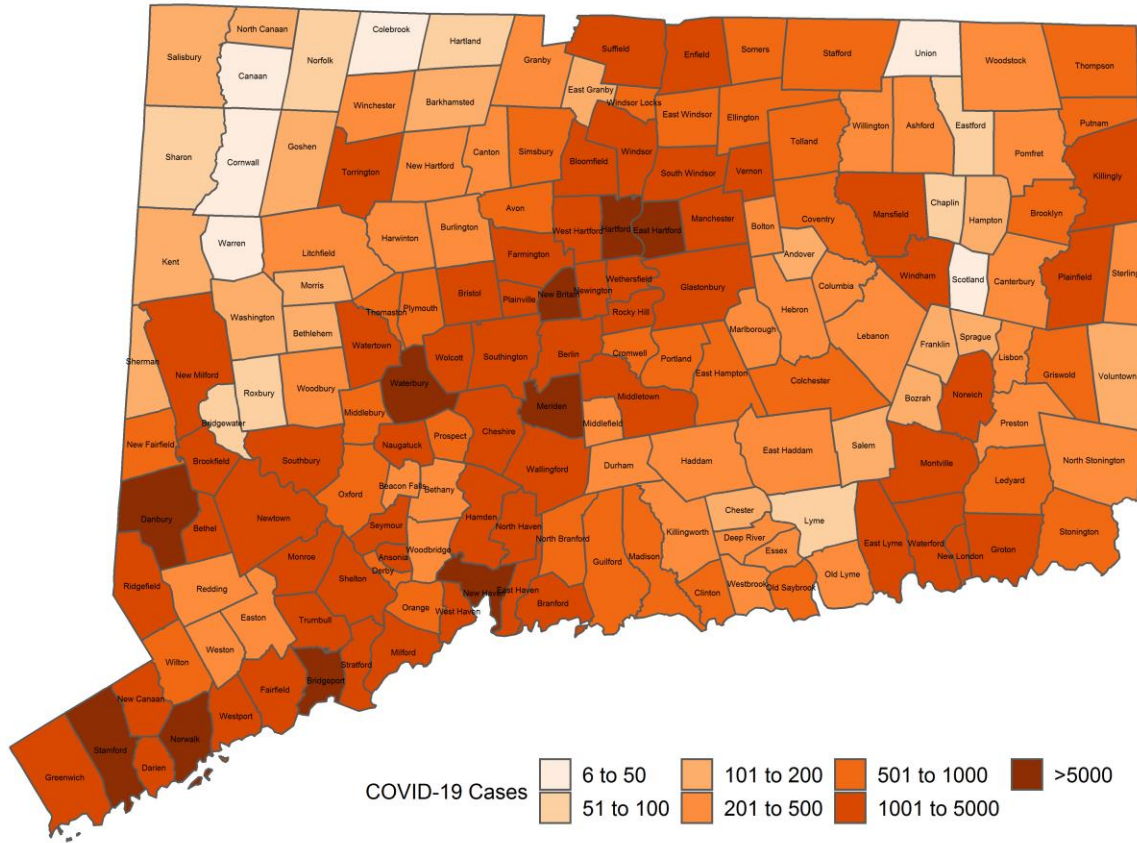 Colebrook
North Canaan
Hartland
Suffield
Enfield
Somers
Stafford
Union
Salisbury
Norfolk
Granby
Woodstock
Thompson
Canaan
East Granby
Winchester
Barkhamsted
Windsor Locks
East Windsor
Ellington
Willington
Ashford
Eastford
Putnam
Sharon
Cornwall
Goshen
Torrington
New Hartford
Canton
Simsbury
Bloomfield
Windsor
South Windsor
Vernon
Tolland
Pomfret
Killingly
Kent
Warren
Litchfield
Harwinton
Burlington
Avon
West Hartford
Hartford
East Hartford
Manchester
Bolton
Coventry
Mansfield
Chaplin
Hampton
Brooklyn
Andover
Morris
Farmington
Wethersfield
Glastonbury
Columbia
Windham
Scotland
Canterbury
Plainfield
Sterling
Washington
Bethlehem
Thomaston
Plymouth
Bristol
Plainville
New Britain
Newington
Rocky Hill
Hebron
Marlborough
Lebanon
Sherman
New Milford
Roxbury
Woodbury
Watertown
Wolcott
Southington
Berlin
Cromwell
Portland
East Hampton
Colchester
Franklin
Sprague
Lisbon
Griswold
Voluntown
Bozrah
Norwich
Preston
Bridgewater
Waterbury
Middlebury
Meriden
Middletown
Middlefield
New Fairfield
Brookfield
Southbury
Naugatuck
Prospect
Cheshire
Wallingford
Durham
Haddam
East Haddam
Salem
Montville
North Stonington
Danbury
Bethel
Newtown
Oxford
Beacon Falls
Bethany
Ledyard
Seymour
Hamden
North Haven
North Branford
Guilford
Madison
Killingworth
Chester
Deep River
Essex
Lyme
East Lyme
Waterford
New London
Groton
Stonington
Ridgefield
Redding
Monroe
Shelton
Ansonia
Derby
Woodbridge
New Haven
East Haven
Branford
Clinton
Westbrook
Old Saybrook
Old Lyme
Easton
Trumbull
Orange
West Haven
Wilton
Weston
Stratford
Milford
New Canaan
Fairfield
Bridgeport
Westport
Norwalk
Stamford
Darien
Greenwich
COVID-19 Cases
6 to 50
51 to 100
101 to 200
201 to 500
501 to 1000
1001 to 5000
>5000